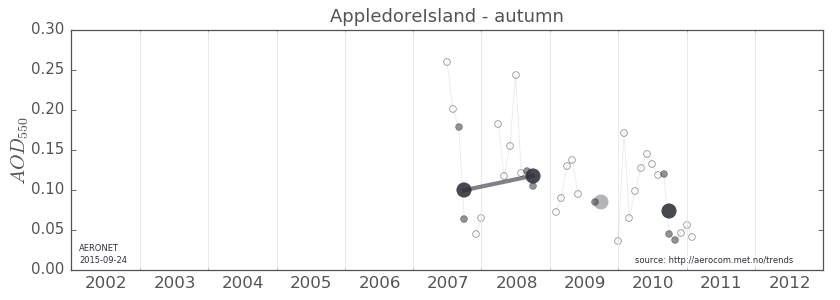 AppledoreIsland - autumn
0.30
0.25
0.20
0.15
0.10
0.05
0.00
AOD550
AERONET
2015-09-24
source: http://aerocom.met.no/trends
2002 2003 2004 2005 2006 2007 2008 2009 2010 2011 2012